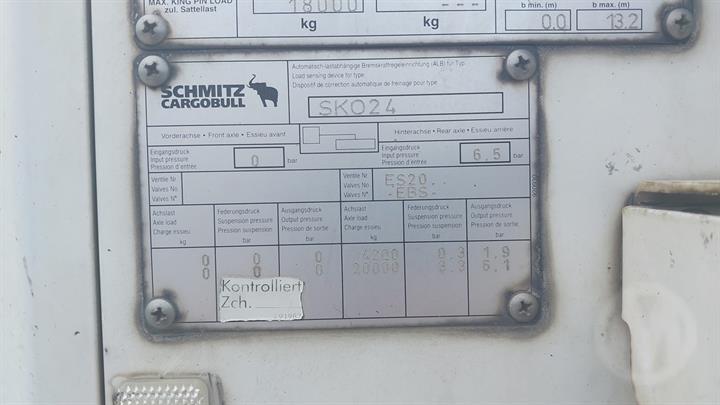 MAX. KING PIN LOAD
zul. Sattellast
18000
kg
---
kg
b min. (m)
0.0
b max. (m)
13.2
SCHMITZ
CARGOBULL
Automatisch-lastabhängige Bremskraftregeleinrichtung (ALB) für Typ
Load sensing device for type:
Dispositif de correction automatique de freinage pour type:
SKO24
Vorderachse • Front axle • Essieu avant
Hinterachse • Rear axle • Essieu arrière
Eingangsdruck
Input pressure
Pression d'entrée
0
bar
Eingangsdruck
Input pressure
Pression d'entrée
6.5
bar
Ventile Nr.
Valves No.
Valves N°
Ventile Nr.
Valves No.
Valves N°
ES20
-EBS-
Achslast
Axle load
Charge essieu
kg
Federungsdruck
Suspension pressure
Pression suspension
bar
Ausgangsdruck
Output pressure
Pression de sortie
bar
Achslast
Axle load
Charge essieu
kg
Federungsdruck
Suspension pressure
Pression suspension
bar
Ausgangsdruck
Output pressure
Pression de sortie
bar
0 0 0 4200 0.3 1.9
0 0 0 20000 3.3 6.1
Kontrolliert
Zch.